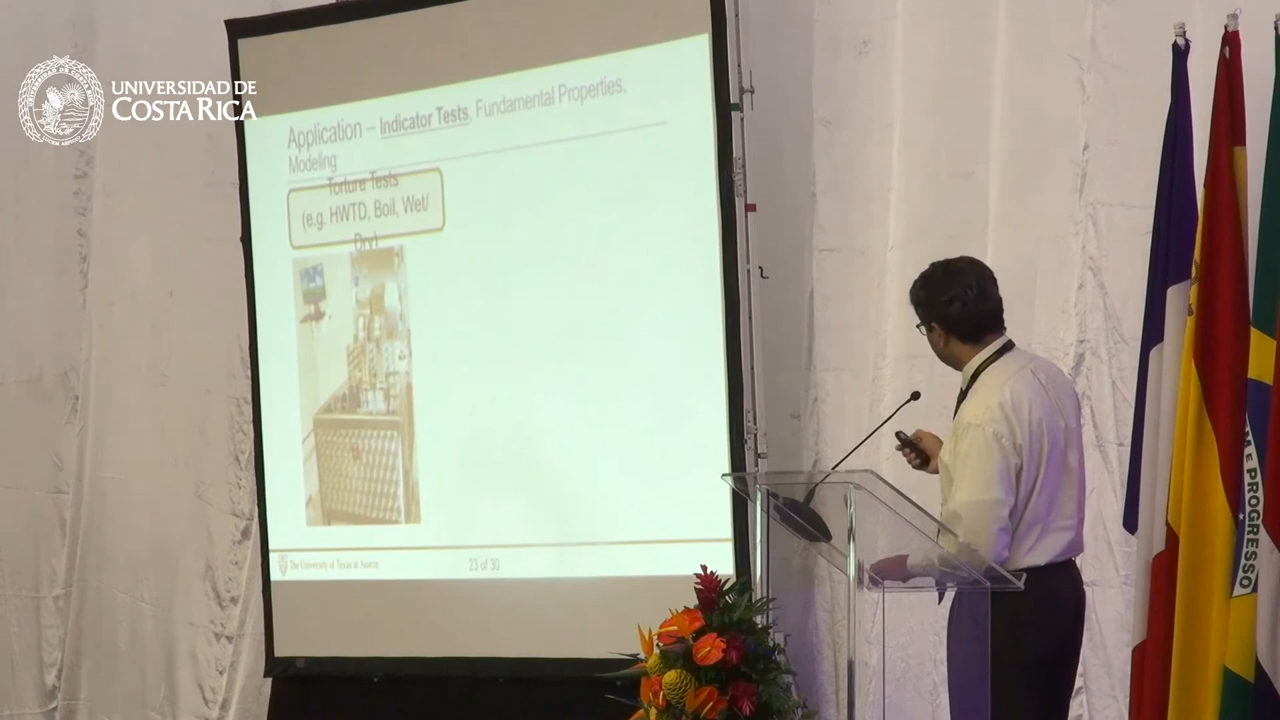 UNIVERSIDAD DE
COSTA RICA
Application – Indicator Tests, Fundamental Properties,
Modeling
Torture Tests
(e.g. HWTD, Boil, Wet/
Dry)
The University of Texas at Austin
23 of 30
M E PROGRESSO